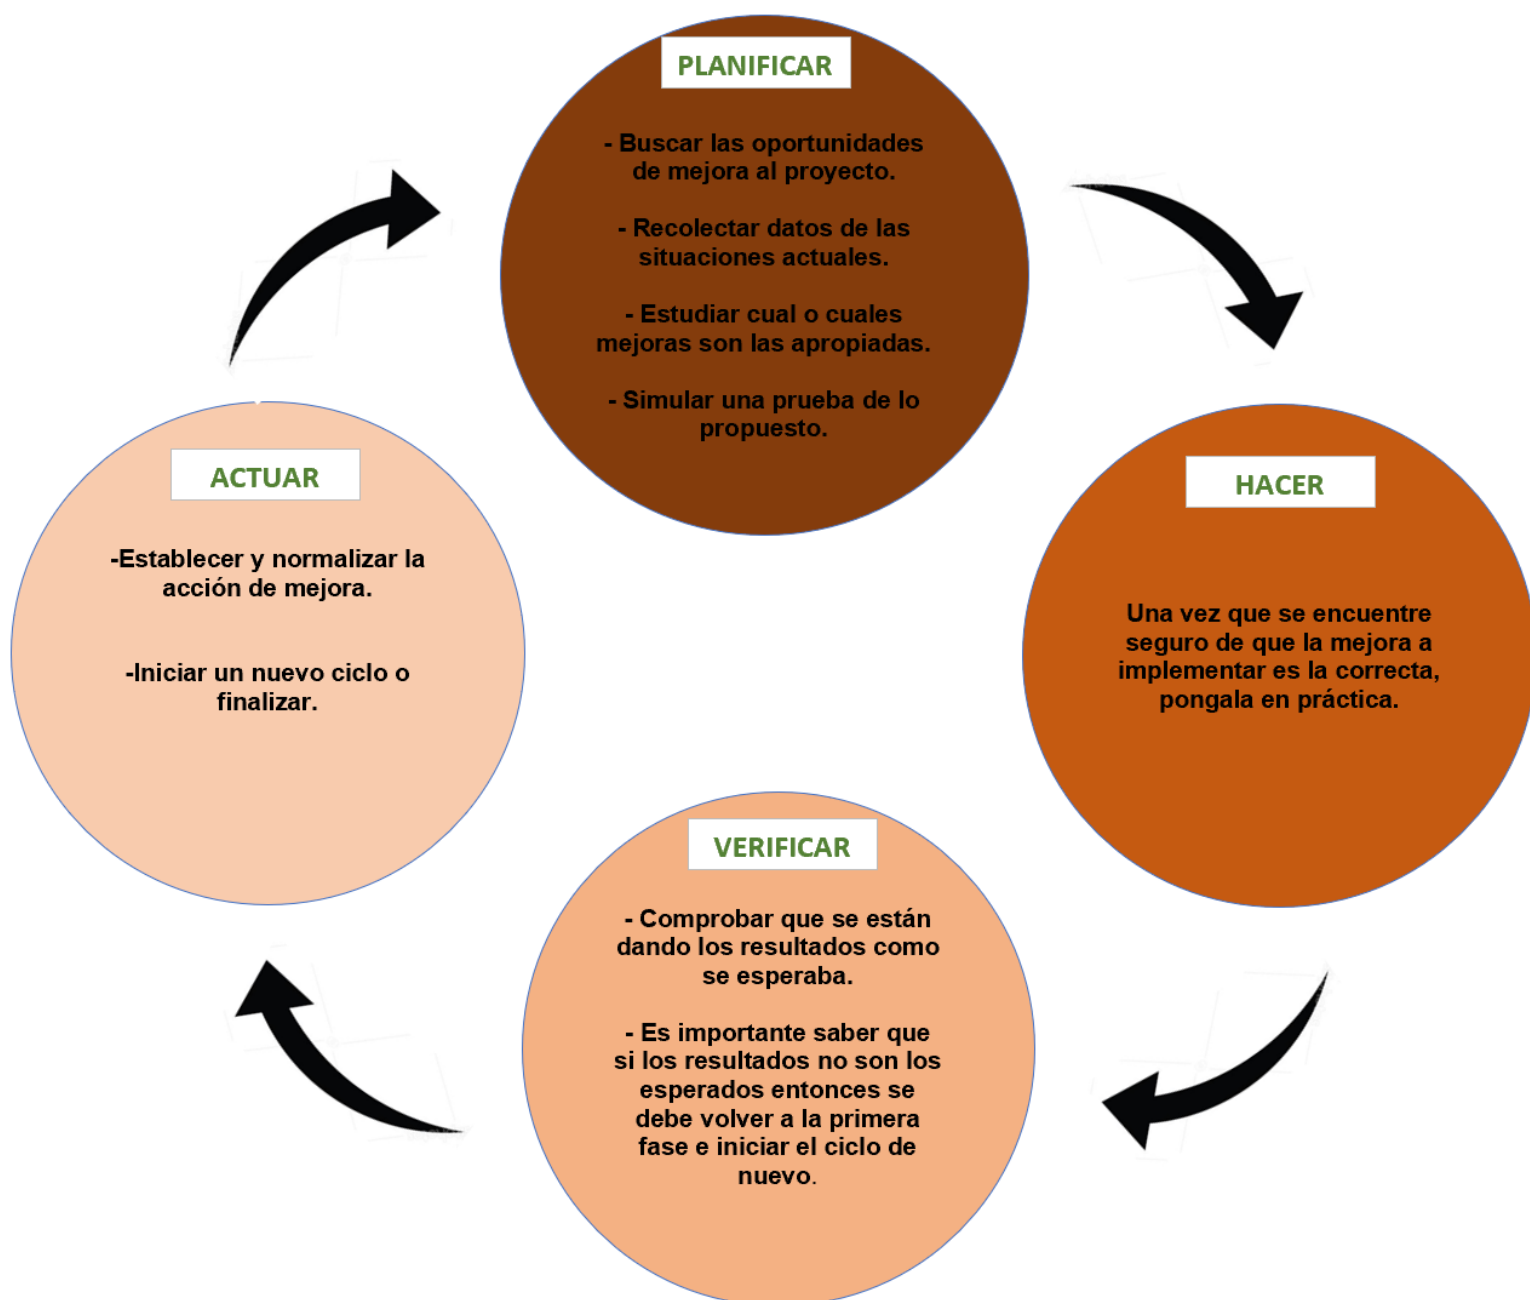 PLANIFICAR
- Buscar las oportunidades
de mejora al proyecto.
- Recolectar datos de las
situaciones actuales.
- Estudiar cual o cuales
mejoras son las apropiadas.
- Simular una prueba de lo
propuesto.
HACER
Una vez que se encuentre
seguro de que la mejora a
implementar es la correcta,
pongala en práctica.
VERIFICAR
- Comprobar que se están
dando los resultados como
se esperaba.
- Es importante saber que
si los resultados no son los
esperados entonces se
debe volver a la primera
fase e iniciar el ciclo de
nuevo.
ACTUAR
-Establecer y normalizar la
acción de mejora.
-Iniciar un nuevo ciclo o
finalizar.